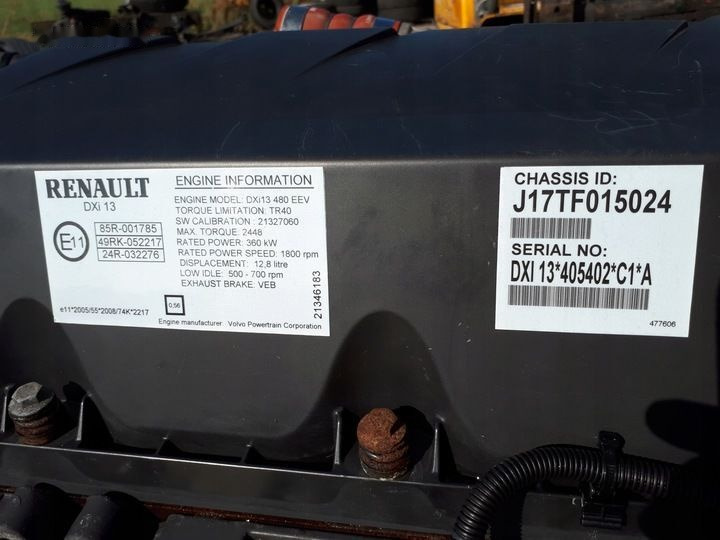 RENAULT
DXi 13
E11
85R-001785
49RK-052217
24R-032276
e11*2005/55*2008/74K*2217
0,56
ENGINE INFORMATION
ENGINE MODEL: DXi13 480 EEV
TORQUE LIMITATION: TR40
SW CALIBRATION : 21327060
MAX. TORQUE: 2448
RATED POWER: 360 kW
RATED POWER SPEED: 1800 rpm
DISPLACEMENT: 12,8 litre
LOW IDLE: 500 - 700 rpm
EXHAUST BRAKE: VEB
Engine manufacturer: Volvo Powertrain Corporation
21346183
CHASSIS ID:
J17TF015024
SERIAL NO:
DXI 13*405402*C1*A
477606